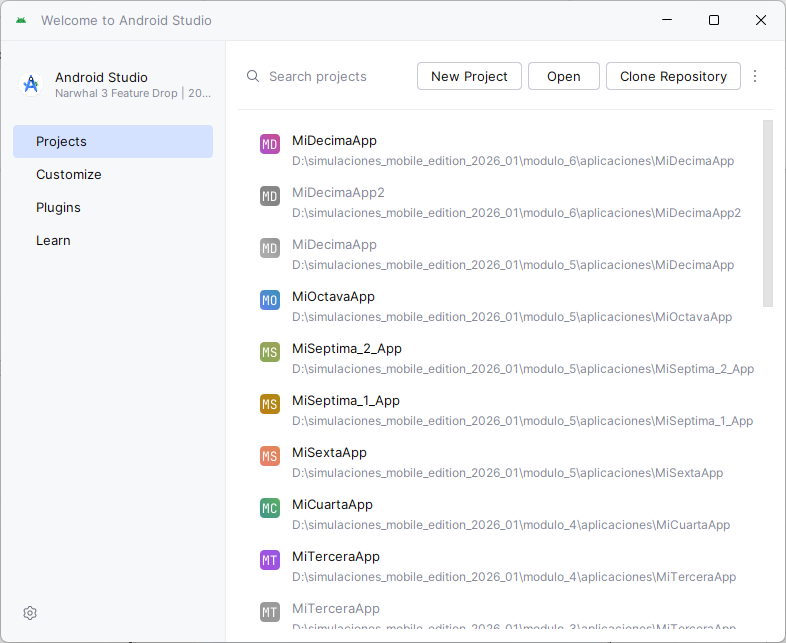 Welcome to Android Studio
Android Studio
Narwhal 3 Feature Drop | 20...
Projects
Customize
Plugins
Learn
Search projects
New Project
Open
Clone Repository
MD
MiDecimaApp
D:\simulaciones_mobile_edition_2026_01\modulo_6\aplicaciones\MiDecimaApp
MD
MiDecimaApp2
D:\simulaciones_mobile_edition_2026_01\modulo_6\aplicaciones\MiDecimaApp2
MD
MiDecimaApp
D:\simulaciones_mobile_edition_2026_01\modulo_5\aplicaciones\MiDecimaApp
MO
MiOctavaApp
D:\simulaciones_mobile_edition_2026_01\modulo_5\aplicaciones\MiOctavaApp
MS
MiSeptima_2_App
D:\simulaciones_mobile_edition_2026_01\modulo_5\aplicaciones\MiSeptima_2_App
MS
MiSeptima_1_App
D:\simulaciones_mobile_edition_2026_01\modulo_5\aplicaciones\MiSeptima_1_App
MS
MiSextaApp
D:\simulaciones_mobile_edition_2026_01\modulo_5\aplicaciones\MiSextaApp
MC
MiCuartaApp
D:\simulaciones_mobile_edition_2026_01\modulo_4\aplicaciones\MiCuartaApp
MT
MiTerceraApp
D:\simulaciones_mobile_edition_2026_01\modulo_4\aplicaciones\MiTerceraApp
MT
MiTerceraApp
D:\simulaciones_mobile_edition_2026_01\modulo_3\aplicaciones\MiTerceraApp